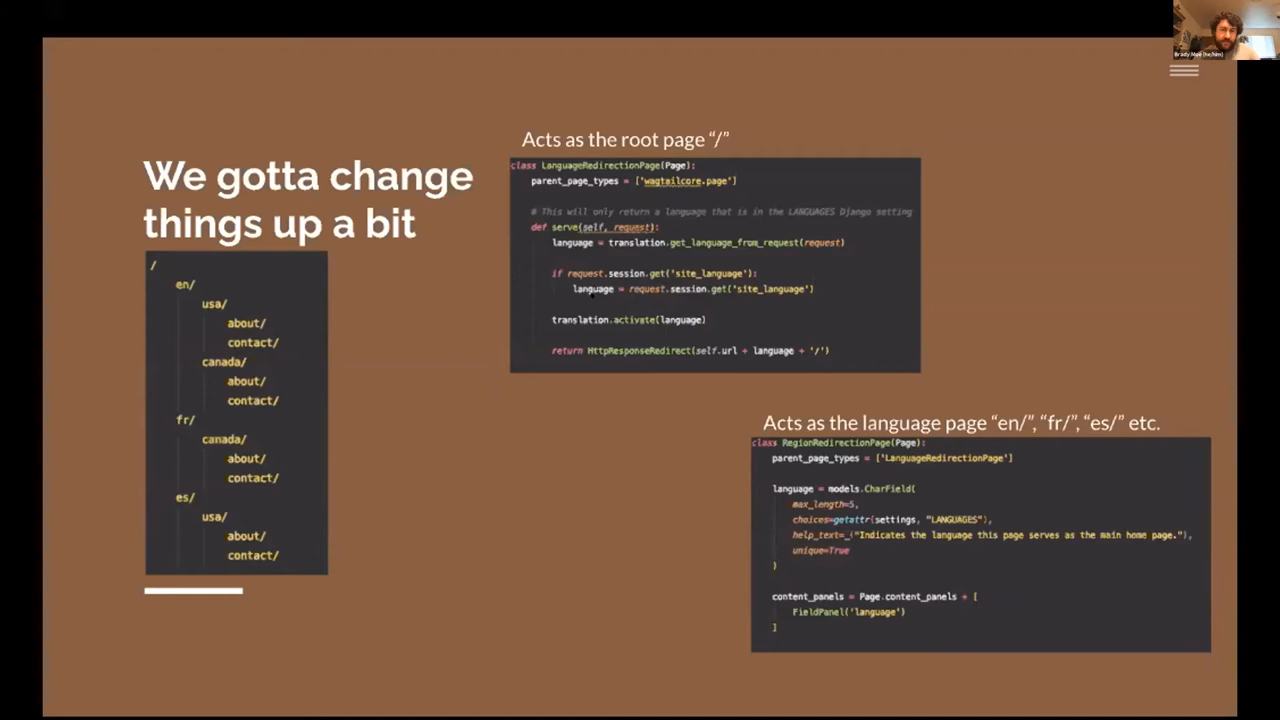 Brady Moe (he/him)
We gotta change
things up a bit
/
en/
usa/
about/
contact/
canada/
about/
contact/
fr/
canada/
about/
contact/
es/
usa/
about/
contact/
Acts as the root page “/”
class LanguageRedirectionPage(Page):
parent_page_types = ['wagtailcore.page']
# This will only return a language that is in the LANGUAGES Django setting
def serve(self, request):
language = translation.get_language_from_request(request)
if request.session.get('site_language'):
language = request.session.get('site_language')
translation.activate(language)
return HttpResponseRedirect(self.url + language + '/')
Acts as the language page “en/”, “fr/”, “es/” etc.
class RegionRedirectionPage(Page):
parent_page_types = ['LanguageRedirectionPage']
language = models.CharField(
max_length=5,
choices=getattr(settings, "LANGUAGES"),
help_text=_("Indicates the language this page serves as the main home page."),
unique=True
)
content_panels = Page.content_panels + [
FieldPanel('language')
]